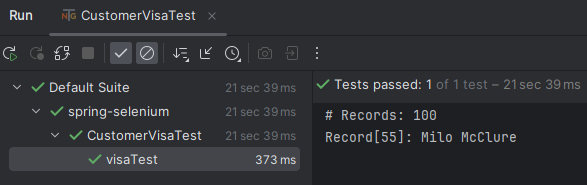 Run
CustomerVisaTest
Default Suite 21 sec 39 ms
spring-selenium 21 sec 39 ms
CustomerVisaTest 21 sec 39 ms
visaTest 373 ms
Tests passed: 1 of 1 test – 21 sec 39 ms
# Records: 100
Record[55]: Milo McClure